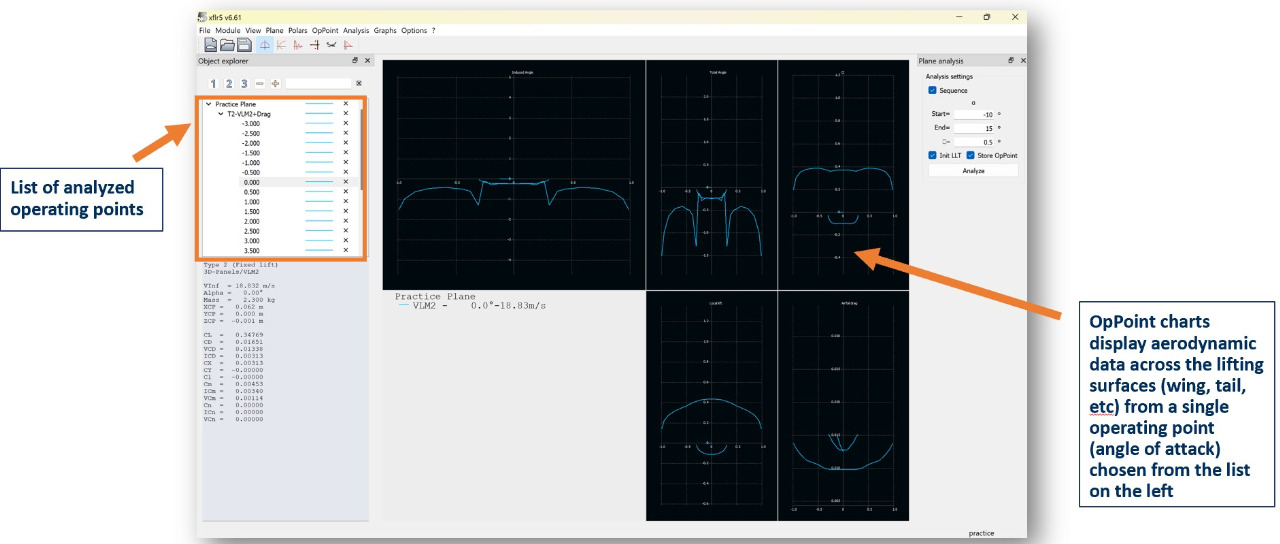 xflr5 v6.61
File Module View Plane Polars OpPoint Analysis Graphs Options ?
Object explorer
1 2 3
Practice Plane
T2-VLM2+Drag
-3.000
-2.500
-2.000
-1.500
-1.000
-0.500
0.000
0.500
1.000
1.500
2.000
2.500
3.000
3.500
Type 2 (Fixed lift)
3D-Panels/VLM2
VInf = 18.832 m/s
Alpha = 0.00°
Mass = 2.300 kg
XCP = 0.062 m
YCP = 0.000 m
ZCP = -0.001 m
CL = 0.34769
CD = 0.01651
VCD = 0.01338
ICD = 0.00313
CX = 0.00313
CY = -0.00000
Cl = -0.00000
Cm = 0.00453
ICm = 0.00340
VCm = 0.00114
Cn = 0.00000
ICn = 0.00000
VCn = 0.00000
List of analyzed
operating points
Induced Angle
Total Angle
Practice Plane
VLM2 - 0.0°-18.83m/s
Local lift
Airfoil drag
Plane analysis
Analysis settings
Sequence
α
Start= -10 °
End= 15 °
0.5 °
Init LLT Store OpPoint
Analyze
OpPoint charts
display aerodynamic
data across the lifting
surfaces (wing, tail,
etc) from a single
operating point
(angle of attack)
chosen from the list
on the left
practice